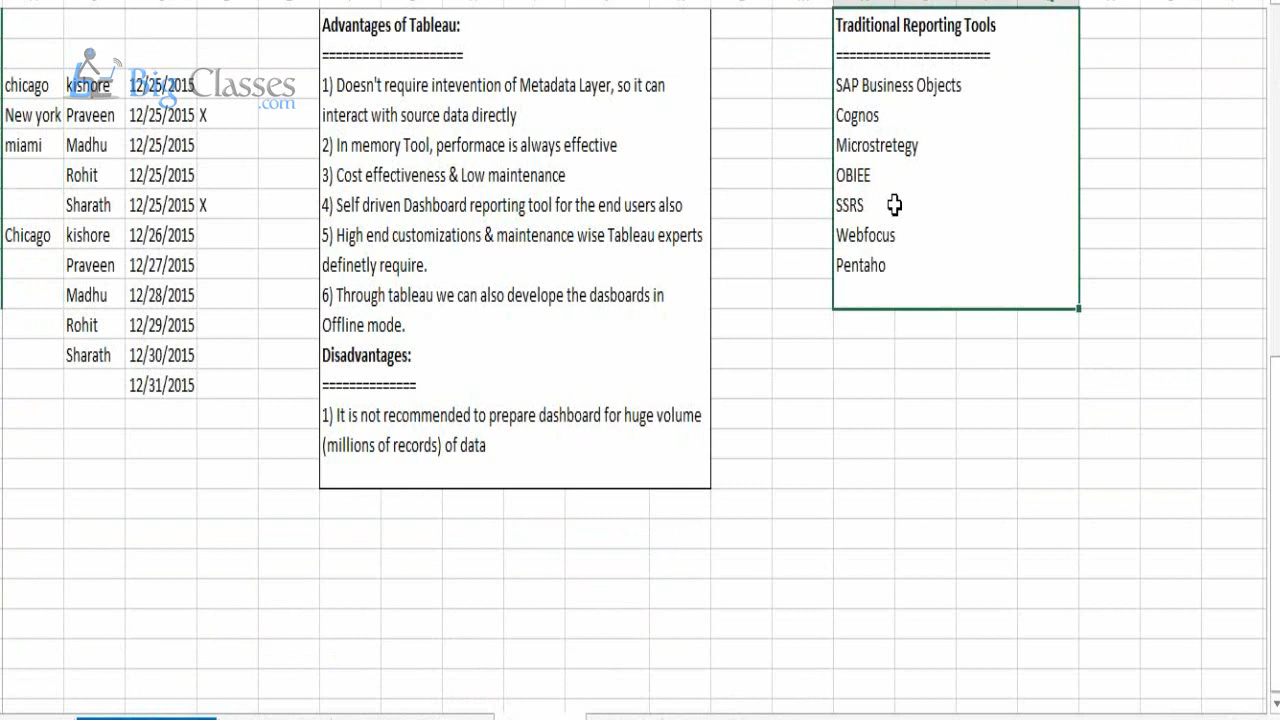 Big Classes
.com
chicago kishore 12/25/2015
New york Praveen 12/25/2015 X
miami Madhu 12/25/2015
Rohit 12/25/2015
Sharath 12/25/2015 X
Chicago kishore 12/26/2015
Praveen 12/27/2015
Madhu 12/28/2015
Rohit 12/29/2015
Sharath 12/30/2015
12/31/2015
Advantages of Tableau:
=====================
1) Doesn't require intevention of Metadata Layer, so it can
interact with source data directly
2) In memory Tool, performace is always effective
3) Cost effectiveness & Low maintenance
4) Self driven Dashboard reporting tool for the end users also
5) High end customizations & maintenance wise Tableau experts
definetly require.
6) Through tableau we can also develope the dasboards in
Offline mode.
Disadvantages:
==============
1) It is not recommended to prepare dashboard for huge volume
(millions of records) of data
Traditional Reporting Tools
=======================
SAP Business Objects
Cognos
Microstretegy
OBIEE
SSRS
Webfocus
Pentaho